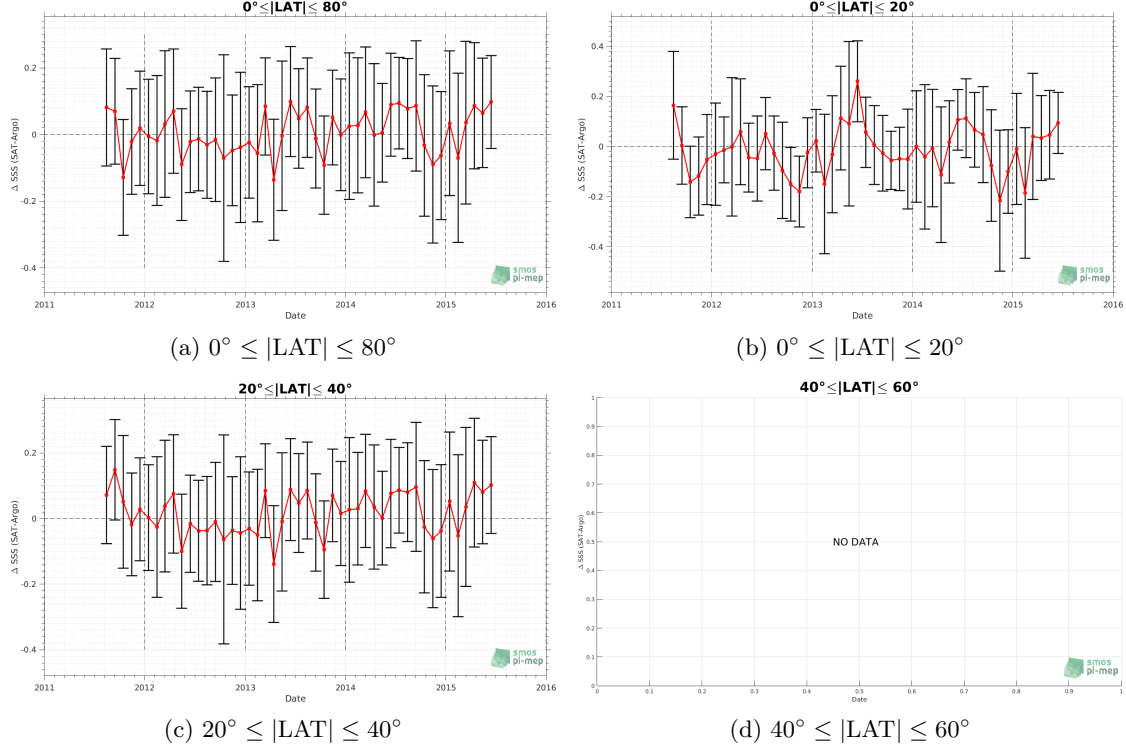 0°≤|LAT|≤ 80°
Δ SSS (SAT-Argo)
0.2
0
-0.2
-0.4
2011 2012 2013 2014 2015 2016
Date
smos
pi-mep
(a) 0° ≤ |LAT| ≤ 80°
0°≤|LAT|≤ 20°
Δ SSS (SAT-Argo)
0.4
0.2
0
-0.2
-0.4
2011 2012 2013 2014 2015 2016
Date
smos
pi-mep
(b) 0° ≤ |LAT| ≤ 20°
20°≤|LAT|≤ 40°
Δ SSS (SAT-Argo)
0.2
0
-0.2
-0.4
2011 2012 2013 2014 2015 2016
Date
smos
pi-mep
(c) 20° ≤ |LAT| ≤ 40°
40°≤|LAT|≤ 60°
Δ SSS (SAT-Argo)
1
0.9
0.8
0.7
0.6
0.5
0.4
0.3
0.2
0.1
0
NO DATA
0 0.1 0.2 0.3 0.4 0.5 0.6 0.7 0.8 0.9 1
Date
smos
pi-mep
(d) 40° ≤ |LAT| ≤ 60°